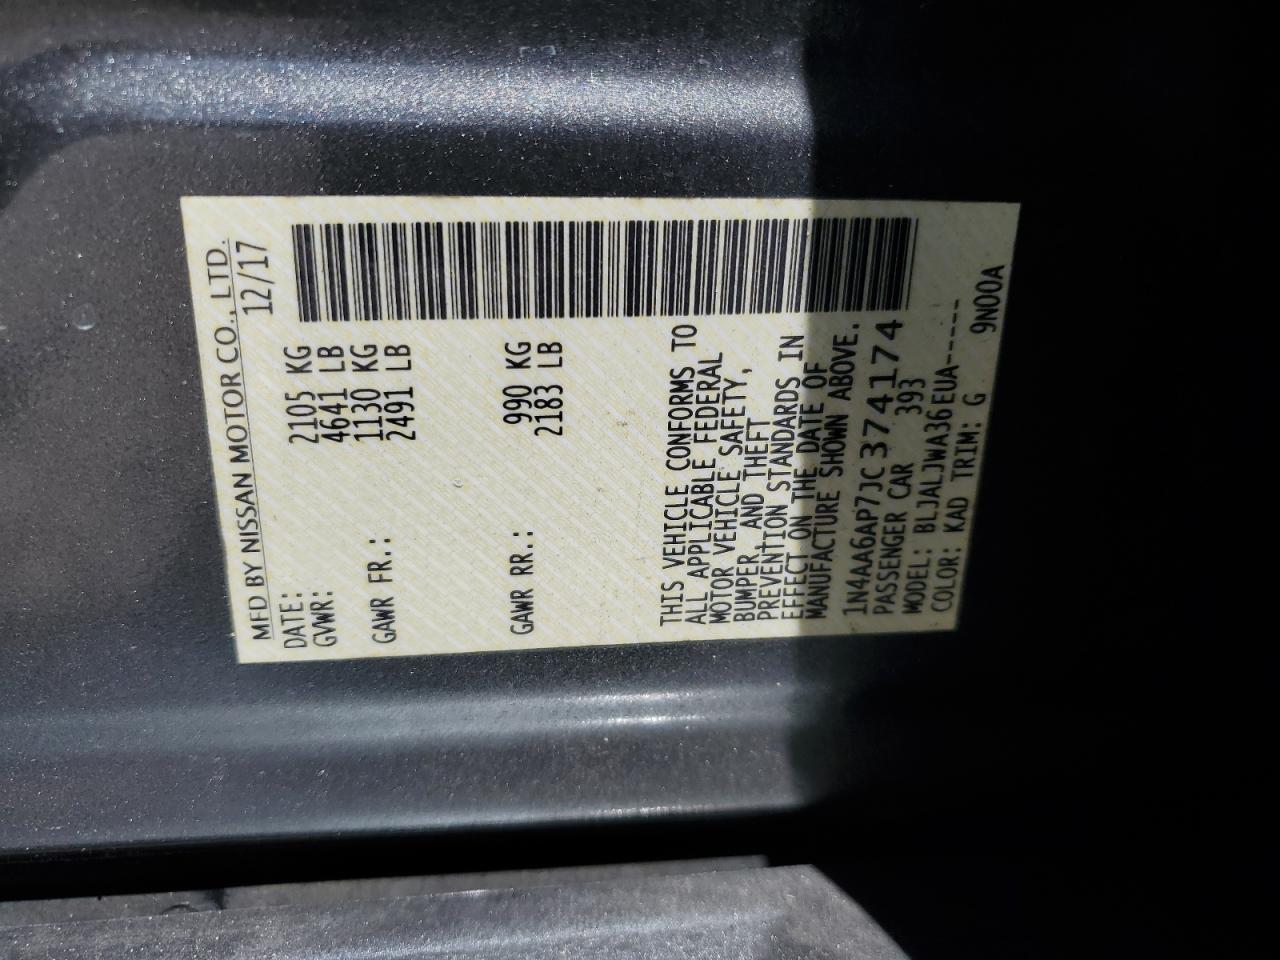 MFD BY NISSAN MOTOR CO., LTD.
DATE: 12/17
GVWR: 2105 KG
4641 LB
GAWR FR.: 1130 KG
2491 LB
GAWR RR.: 990 KG
2183 LB
THIS VEHICLE CONFORMS TO
ALL APPLICABLE FEDERAL
MOTOR VEHICLE SAFETY,
BUMPER, AND THEFT
PREVENTION STANDARDS IN
EFFECT ON THE DATE OF
MANUFACTURE SHOWN ABOVE.
1N4AA6AP7JC374174
PASSENGER CAR 393
MODEL: BLJALJWA36EUA-----
COLOR: KAD TRIM: G 9N00A